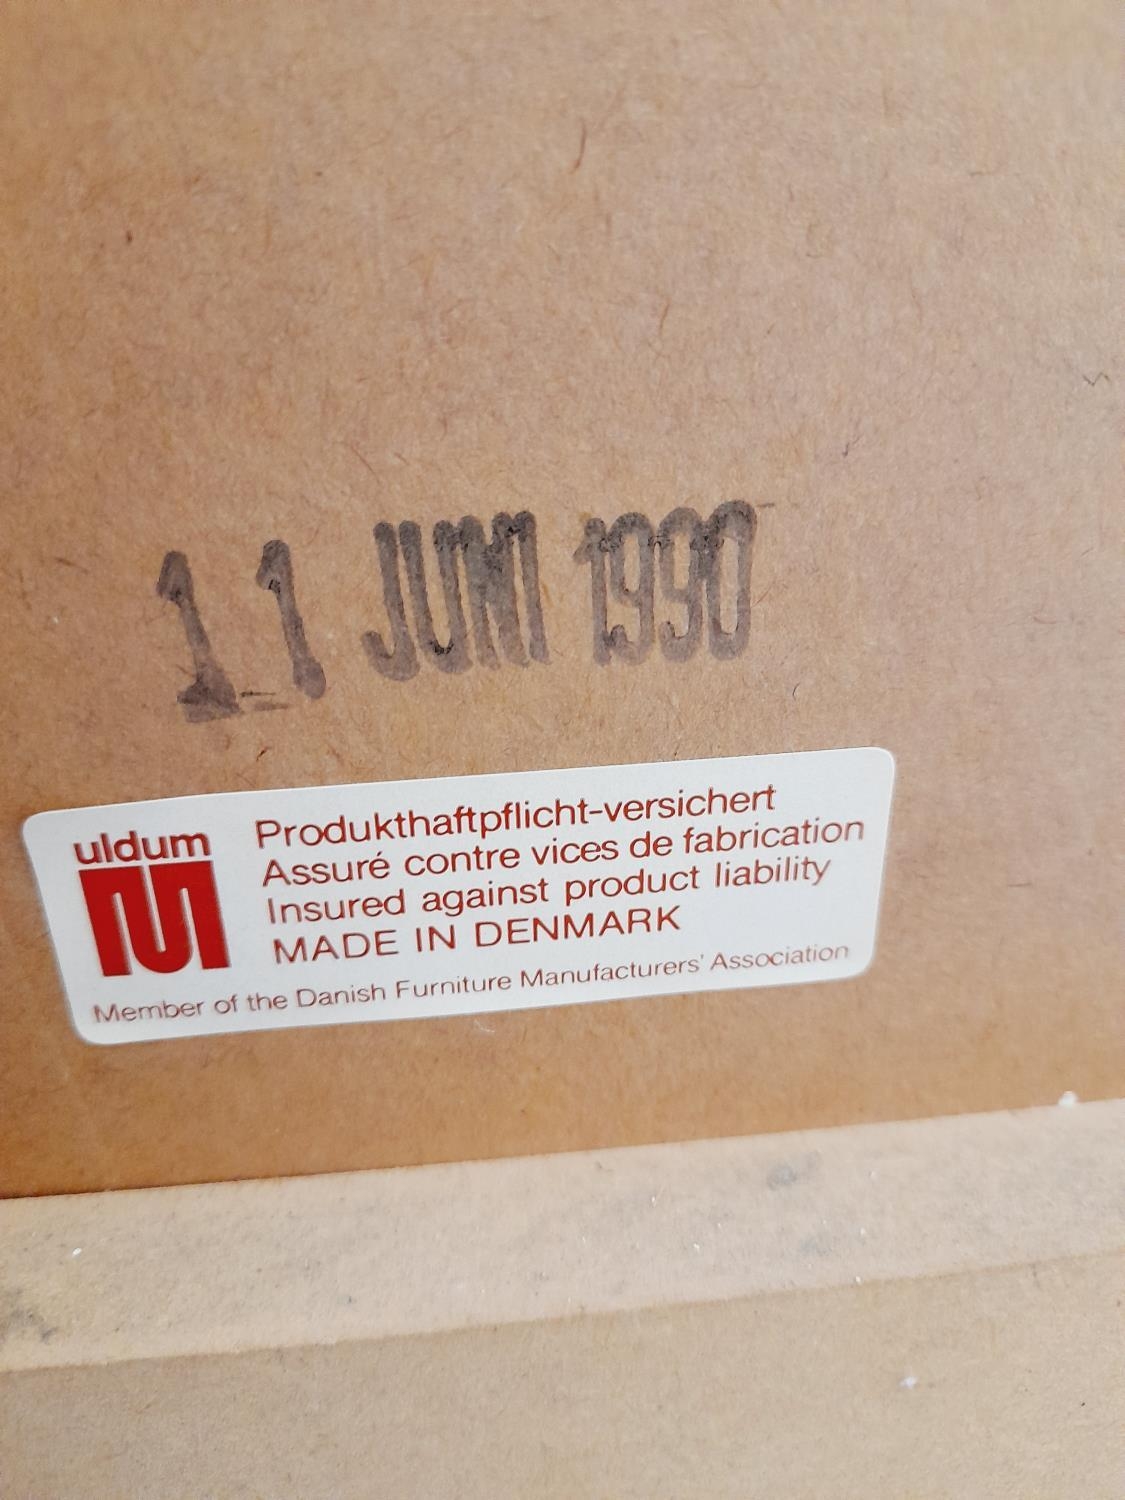 11 JUNI 1990
uldum
Produkthaftpflicht-versichert
Assuré contre vices de fabrication
Insured against product liability
MADE IN DENMARK
Member of the Danish Furniture Manufacturers' Association